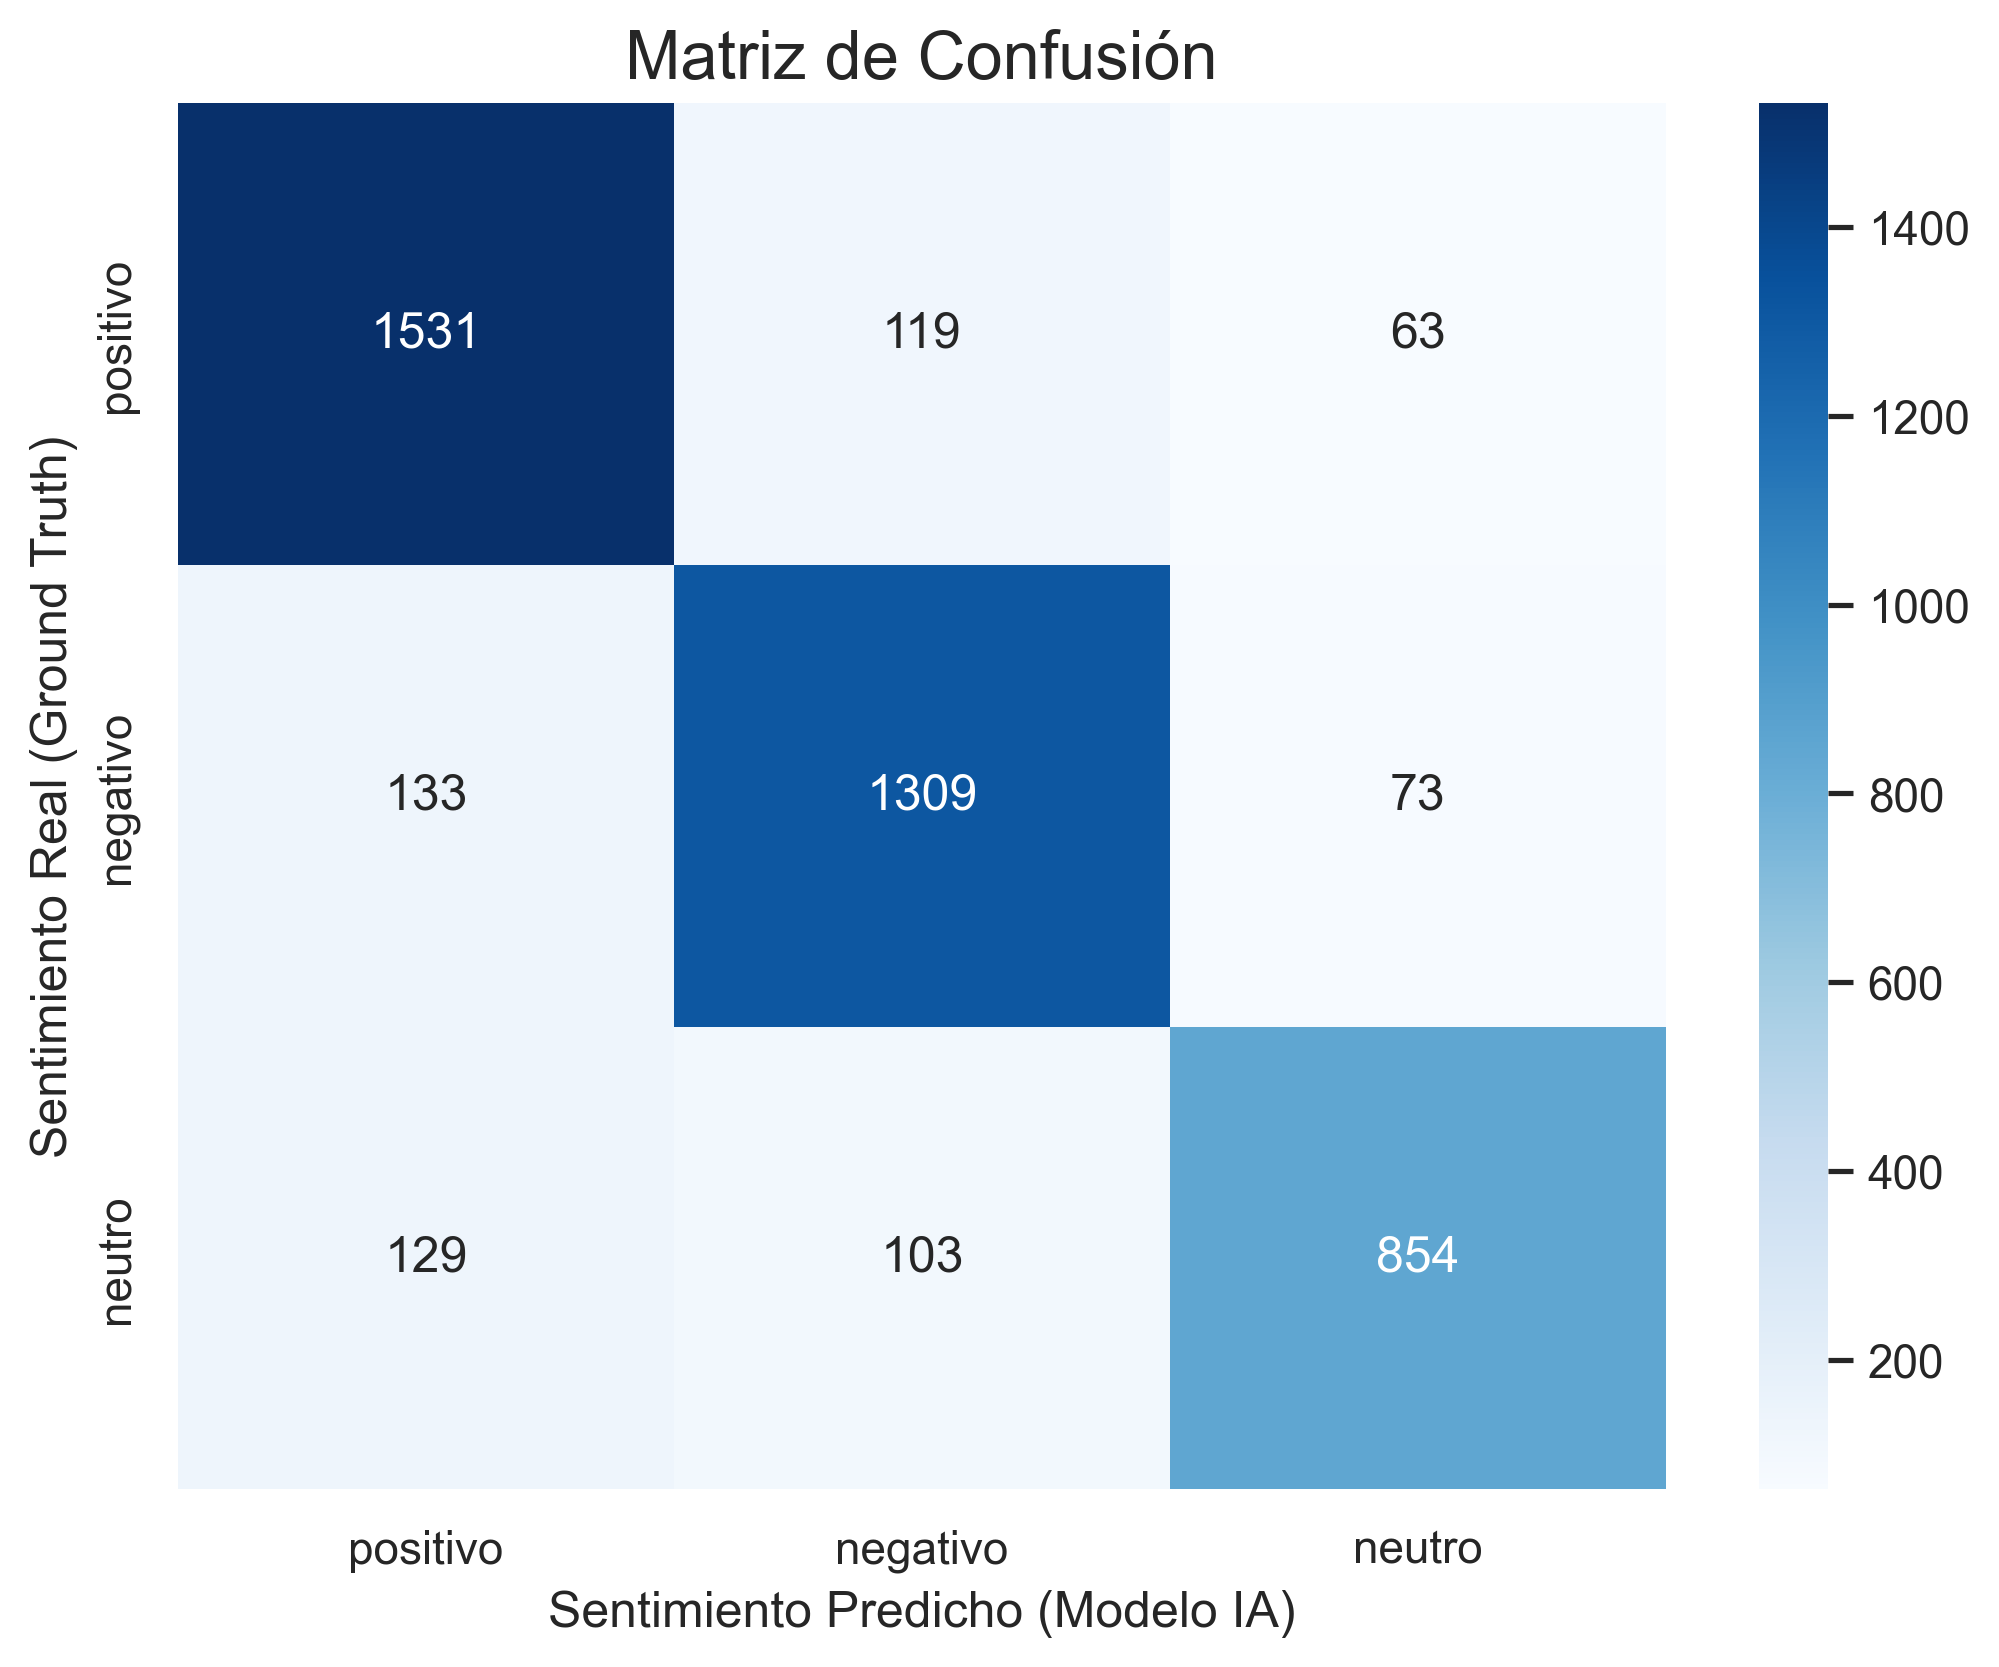 Matriz de Confusión
Sentimiento Real (Ground Truth)
positivo
1531
119
63
negativo
133
1309
73
neutro
129
103
854
positivo
negativo
neutro
Sentimiento Predicho (Modelo IA)
1400
1200
1000
800
600
400
200